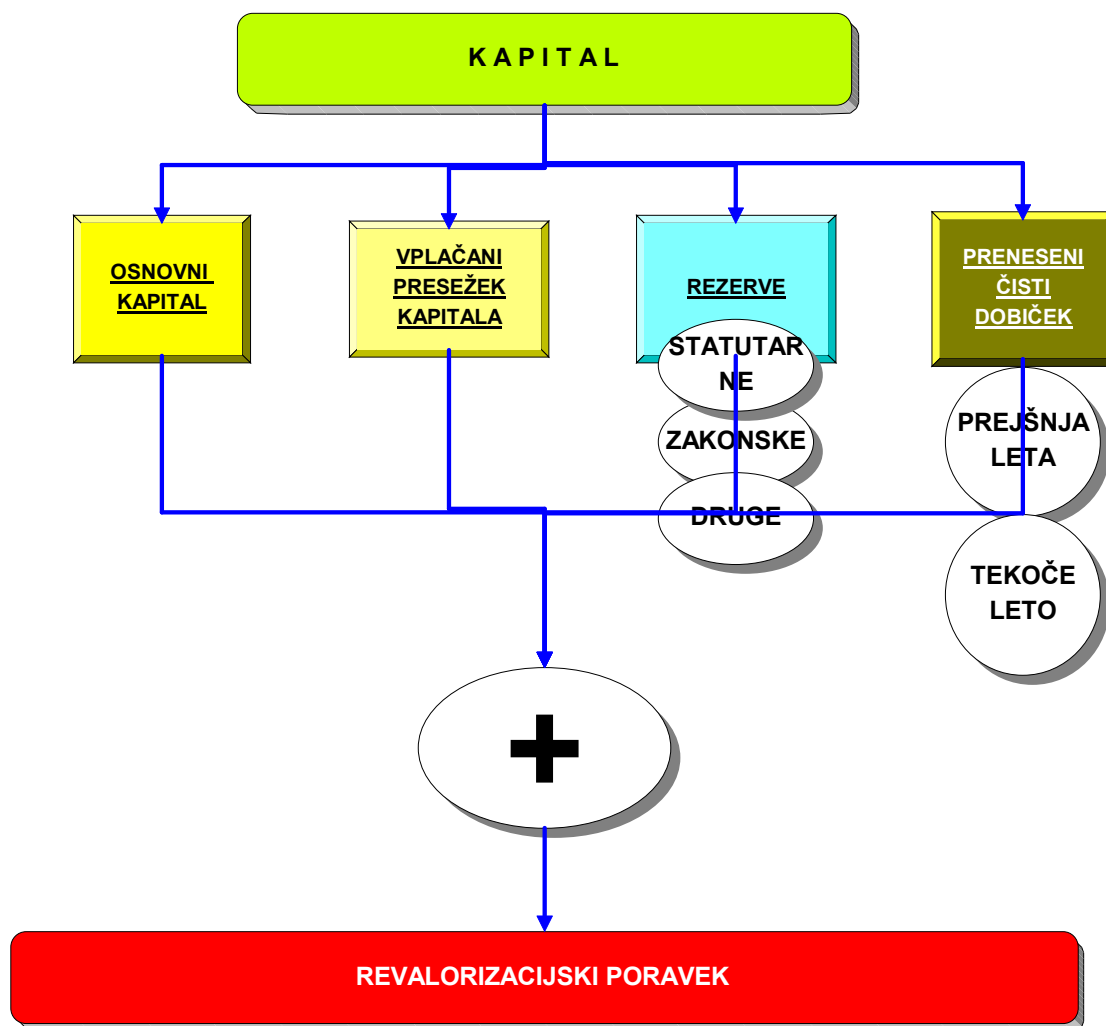 K A P I T A L
OSNOVNI
KAPITAL
VPLAČANI
PRESEŽEK
KAPITALA
REZERVE
STATUTAR
NE
ZAKONSKE
DRUGE
PRENESENI
ČISTI
DOBIČEK
PREJŠNJA
LETA
TEKOČE
LETO
+
REVALORIZACIJSKI PORAVEK